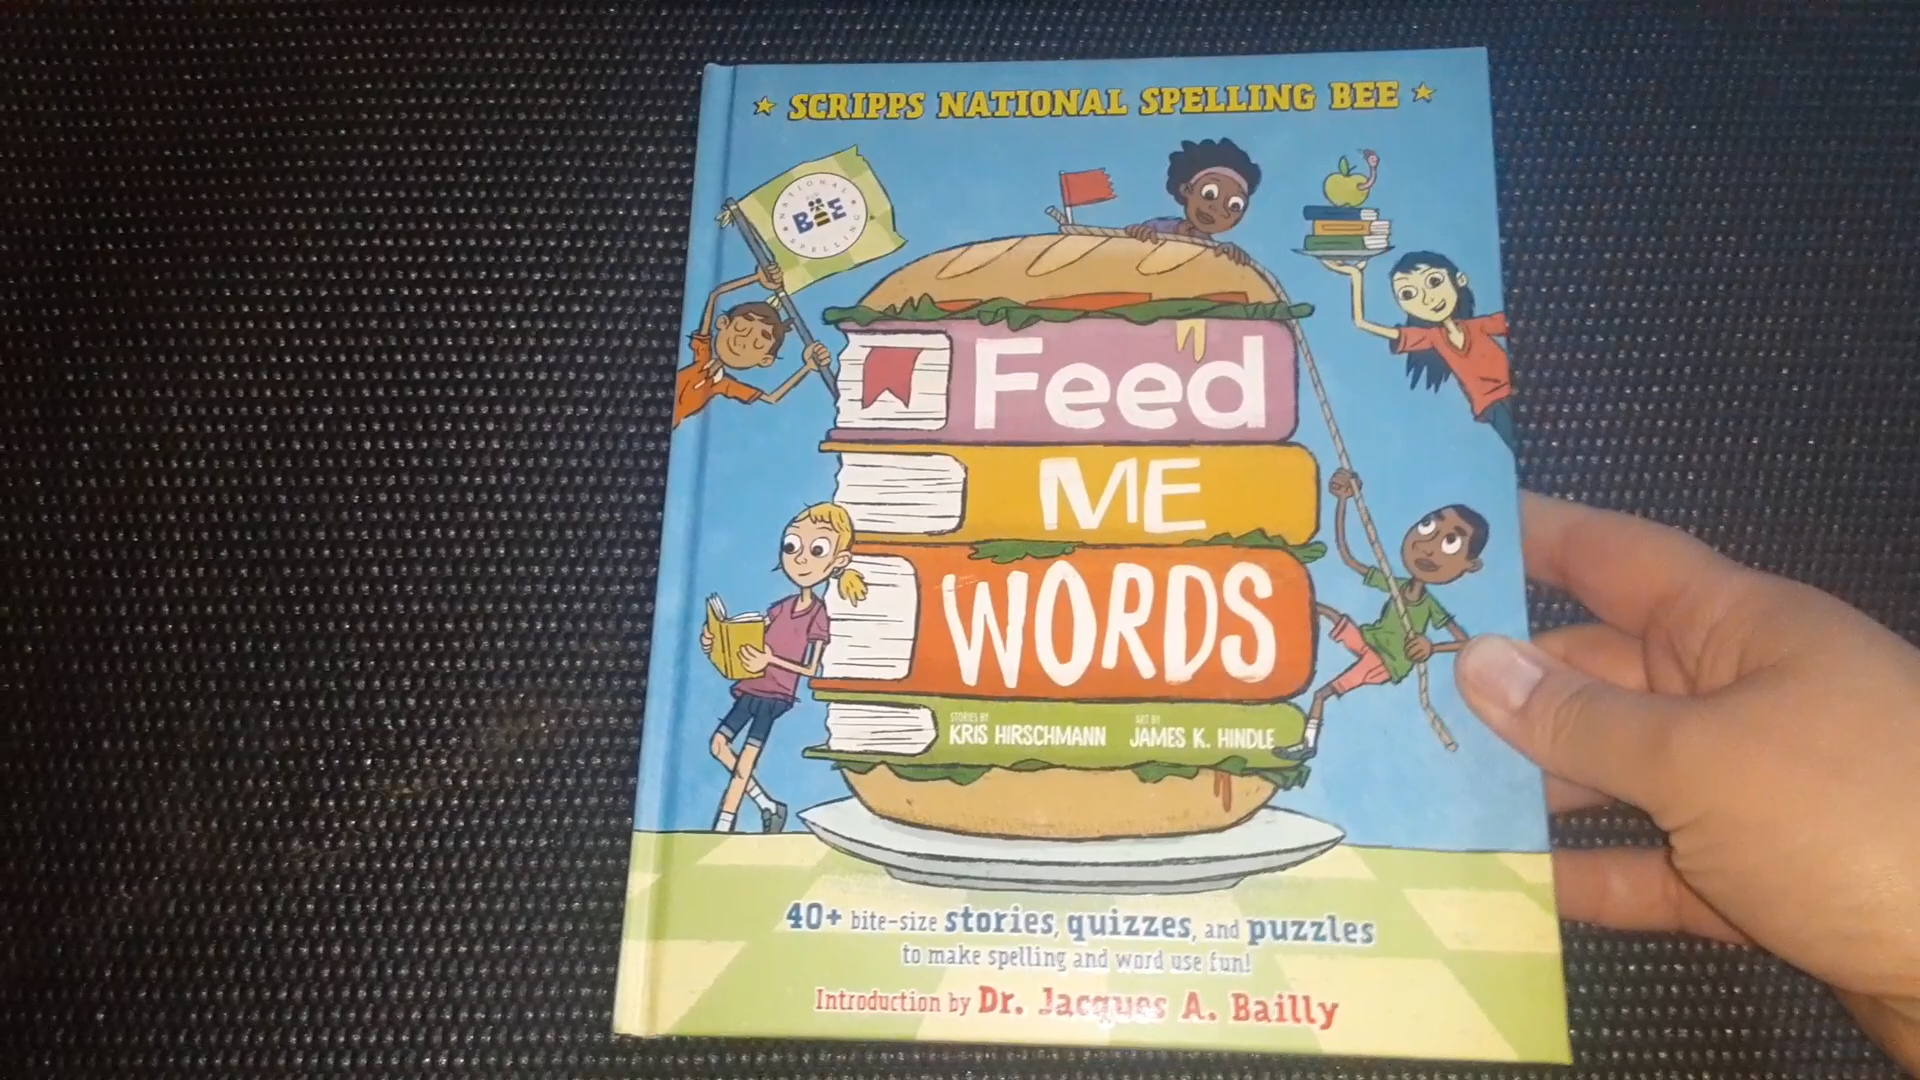 SCRIPPS NATIONAL SPELLING BEE
NATIONAL
BEE
SPELLING
Feed
ME
WORDS
STORIES BY
KRIS HIRSCHMANN
ART BY
JAMES K. HINDLE
40+ bite-size stories, quizzes, and puzzles
to make spelling and word use fun!
Introduction by Dr. Jacques A. Bailly